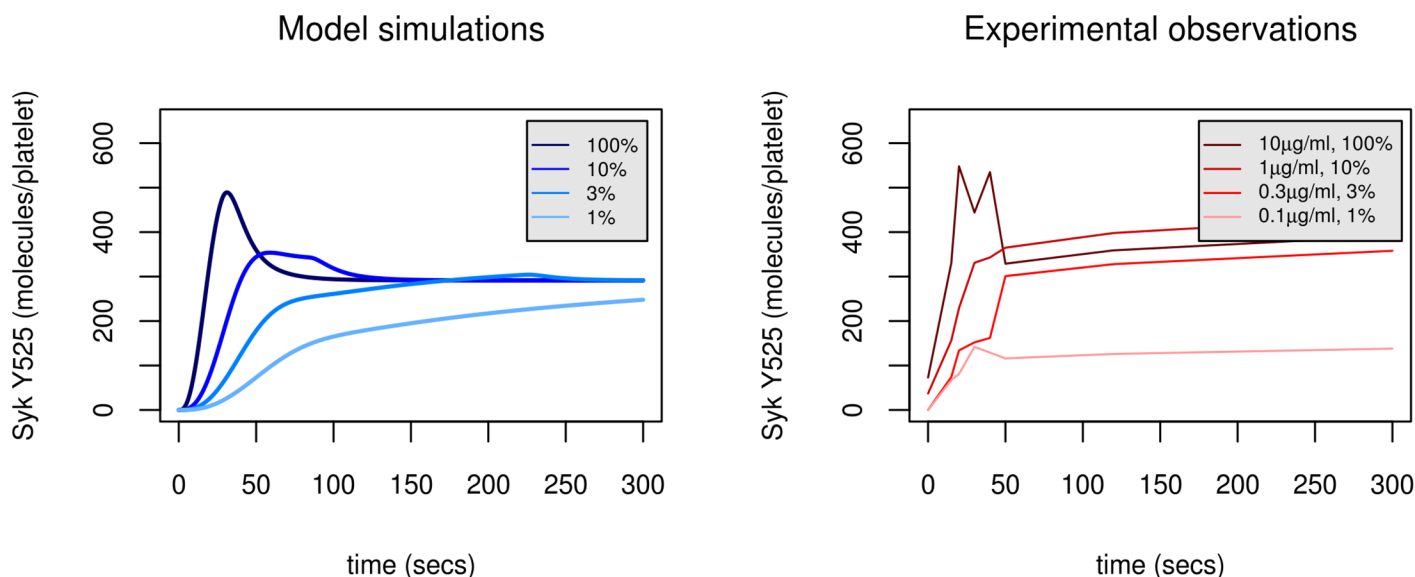 Model simulations
Syk Y525 (molecules/platelet)
600
400
200
0
100%
10%
3%
1%
0 50 100 150 200 250 300
time (secs)
Experimental observations
Syk Y525 (molecules/platelet)
600
400
200
0
10μg/ml, 100%
1μg/ml, 10%
0.3μg/ml, 3%
0.1μg/ml, 1%
0 50 100 150 200 250 300
time (secs)